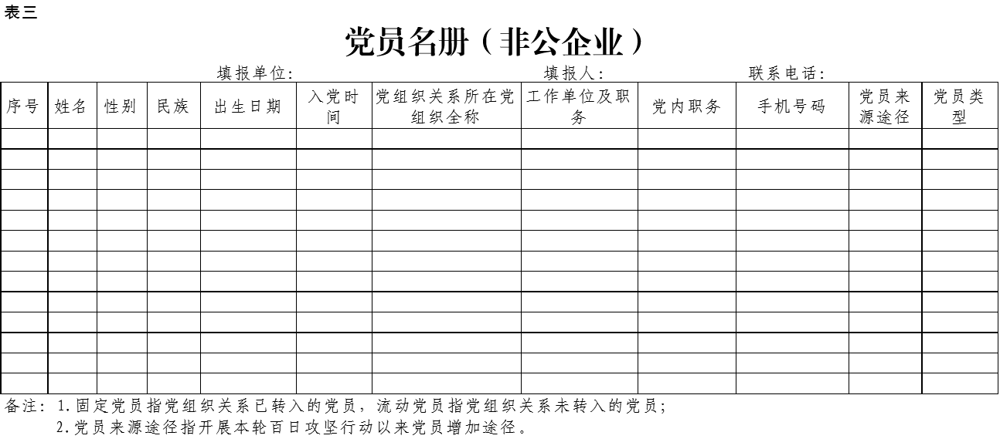 表三
党员名册（非公企业）
填报单位： 填报人： 联系电话：
序号 姓名 性别 民族 出生日期 入党时间 党组织关系所在党组织全称 工作单位及职务 党内职务 手机号码 党员来源途径 党员类型
备注：1.固定党员指党组织关系已转入的党员，流动党员指党组织关系未转入的党员；
2.党员来源途径指开展本轮百日攻坚行动以来党员增加途径。